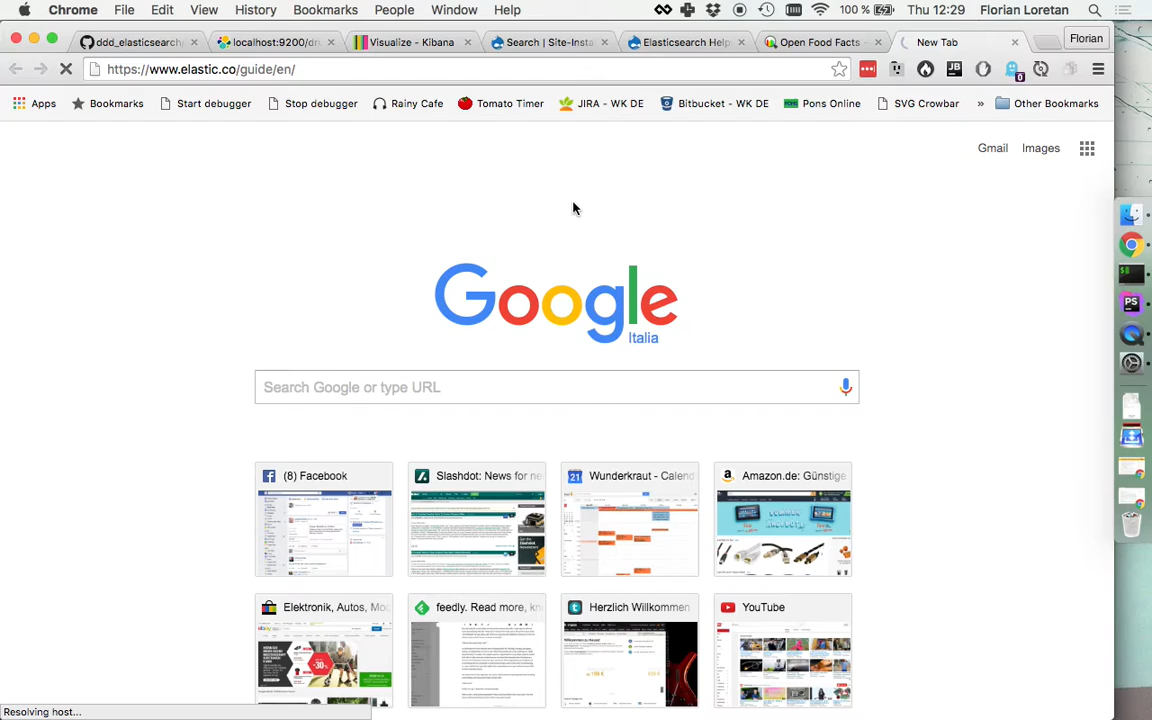 Chrome File Edit View History Bookmarks People Window Help 100 % Thu 12:29 Florian Loretan
ddd_elasticsearch localhost:9200/dr Visualize - Kibana Search | Site-Insta Elasticsearch Help Open Food Facts - New Tab Florian
https://www.elastic.co/guide/en/
Apps Bookmarks Start debugger Stop debugger Rainy Cafe Tomato Timer JIRA - WK DE Bitbucket - WK DE Pons Online SVG Crowbar » Other Bookmarks
Gmail Images
Google
Italia
Search Google or type URL
(8) Facebook Slashdot: News for ne Wunderkraut - Calend Amazon.de: Günstige
Elektronik, Autos, Mo feedly. Read more, kn Herzlich Willkommen YouTube
Resolving host...